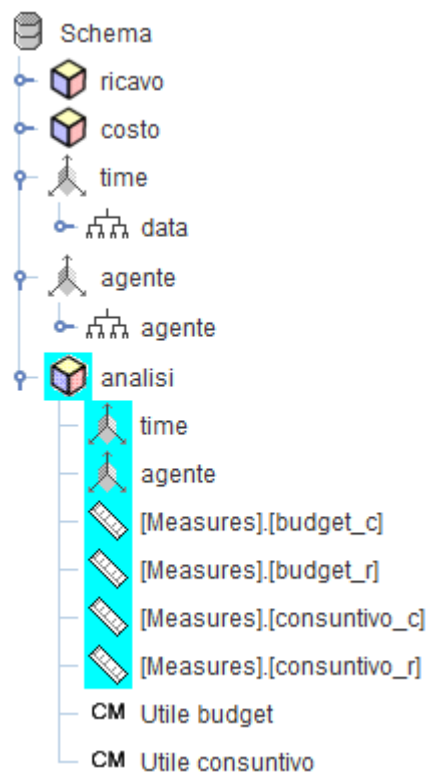 Schema
ricavo
costo
time
data
agente
agente
analisi
time
agente
[Measures].[budget_c]
[Measures].[budget_r]
[Measures].[consuntivo_c]
[Measures].[consuntivo_r]
CM Utile budget
CM Utile consuntivo